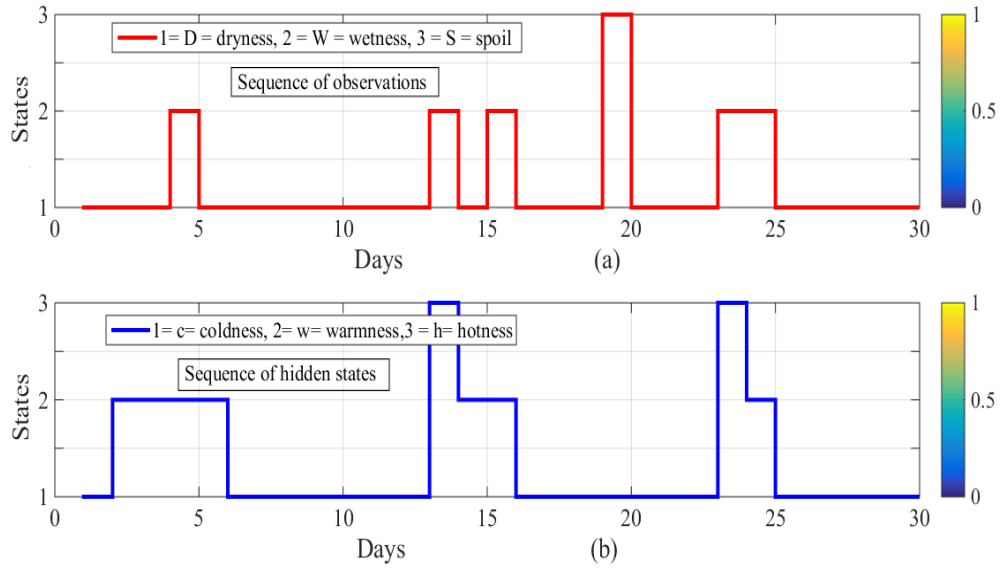 3
1= D = dryness, 2 = W = wetness, 3 = S = spoil
Sequence of observations
States
2
1
0 5 10 15 20 25 30
Days (a)
1
0.5
0
3
1= c= coldness, 2= w= warmness,3 = h= hotness
Sequence of hidden states
States
2
1
0 5 10 15 20 25 30
Days (b)
1
0.5
0